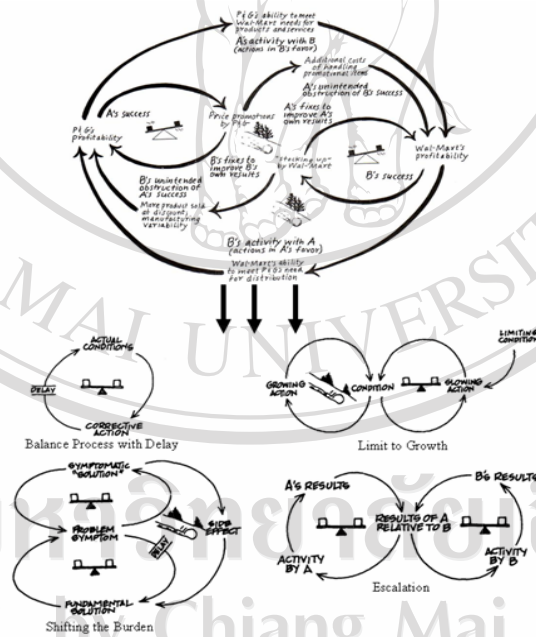 P&G's ability to meet
Wal-Mart needs for
products and services
A's activity with B
(actions in B's favor)
Additional costs
of handling
promotional items
A's unintended
obstruction of B's success
A's success
Price promotions
by P&G
A's fixes to
improve A's
own results
P&G's
profitability
Wal-Mart's
profitability
B's fixes to
improve B's
own results
"Stocking up"
by Wal-Mart
B's success
B's unintended
obstruction of
A's success
More product sold
at discount,
manufacturing
variability
B's activity with A
(actions in A's favor)
Wal-Mart's ability
to meet P&G's need
for distribution
MAI UNIVERSI
ACTUAL
CONDITIONS
DELAY
CORRECTIVE
ACTION
Balance Process with Delay
LIMITING
CONDITION
GROWING
ACTION
CONDITION
SLOWING
ACTION
Limit to Growth
SYMPTOMATIC
"SOLUTION"
PROBLEM
SYMPTOM
SIDE
EFFECT
DELAY
FUNDAMENTAL
SOLUTION
Shifting the Burden
A'S RESULTS
B'S RESULTS
RESULTS OF A
RELATIVE TO B
ACTIVITY
BY A
ACTIVITY
BY B
Escalation
by Chiang Mai